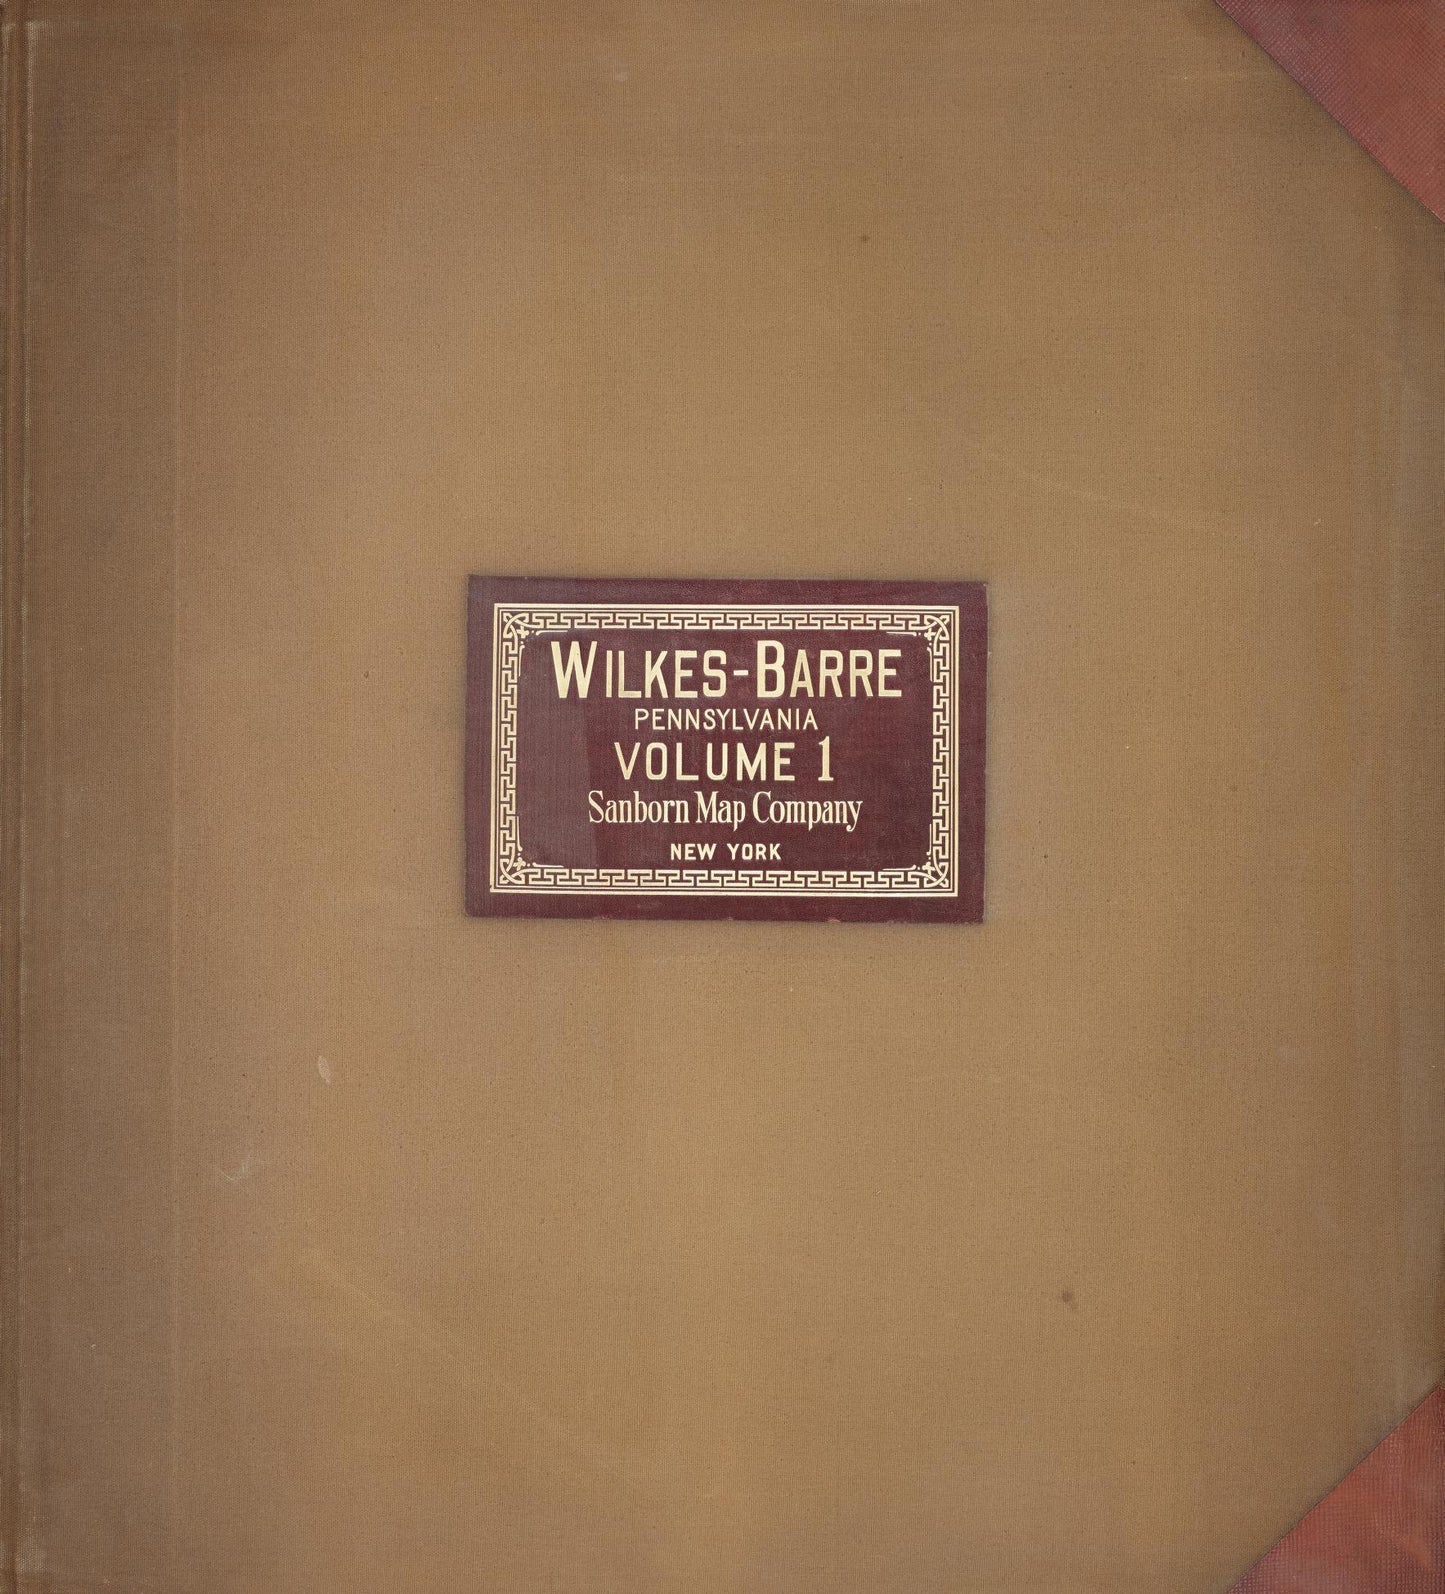 WILKES-BARRE
PENNSYLVANIA
VOLUME 1
Sanborn Map Company
NEW YORK